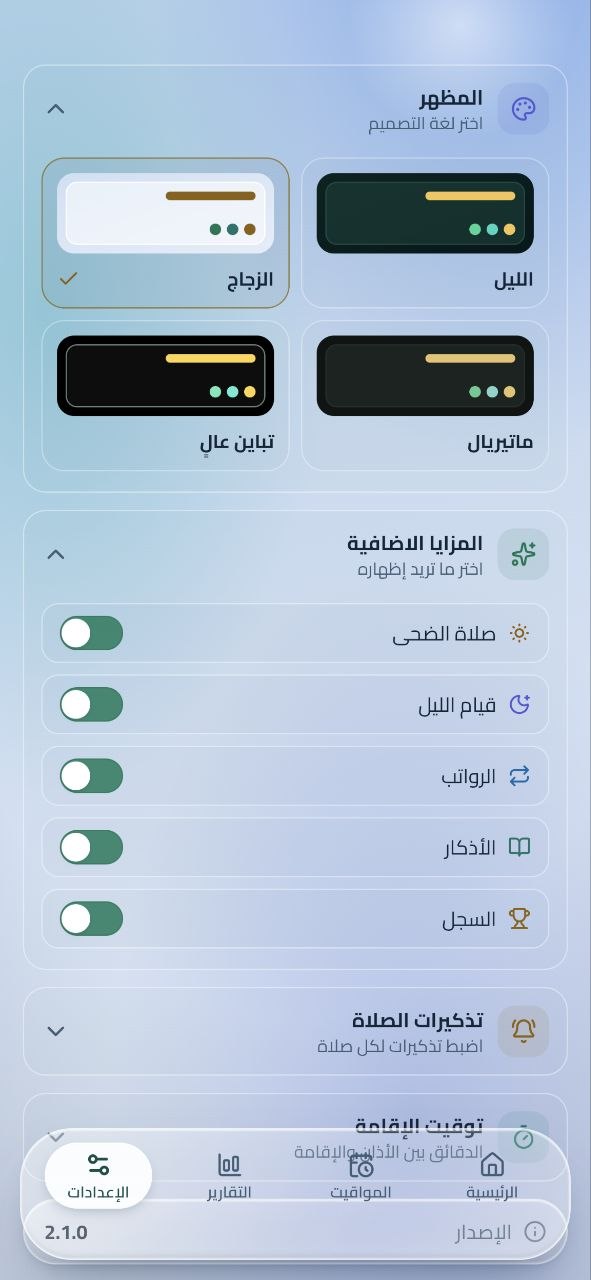 المظهر
اختر لغة التصميم
الليل
الزجاج
ماتيريال
تباين عالٍ
المزايا الاضافية
اختر ما تريد إظهاره
صلاة الضحى
قيام الليل
الرواتب
الأذكار
السجل
تذكيرات الصلاة
اضبط تذكيرات لكل صلاة
توقيت الإقامة
الدقائق بين الأذان والإقامة
الرئيسية
المواقيت
التقارير
الإعدادات
الإصدار
2.1.0